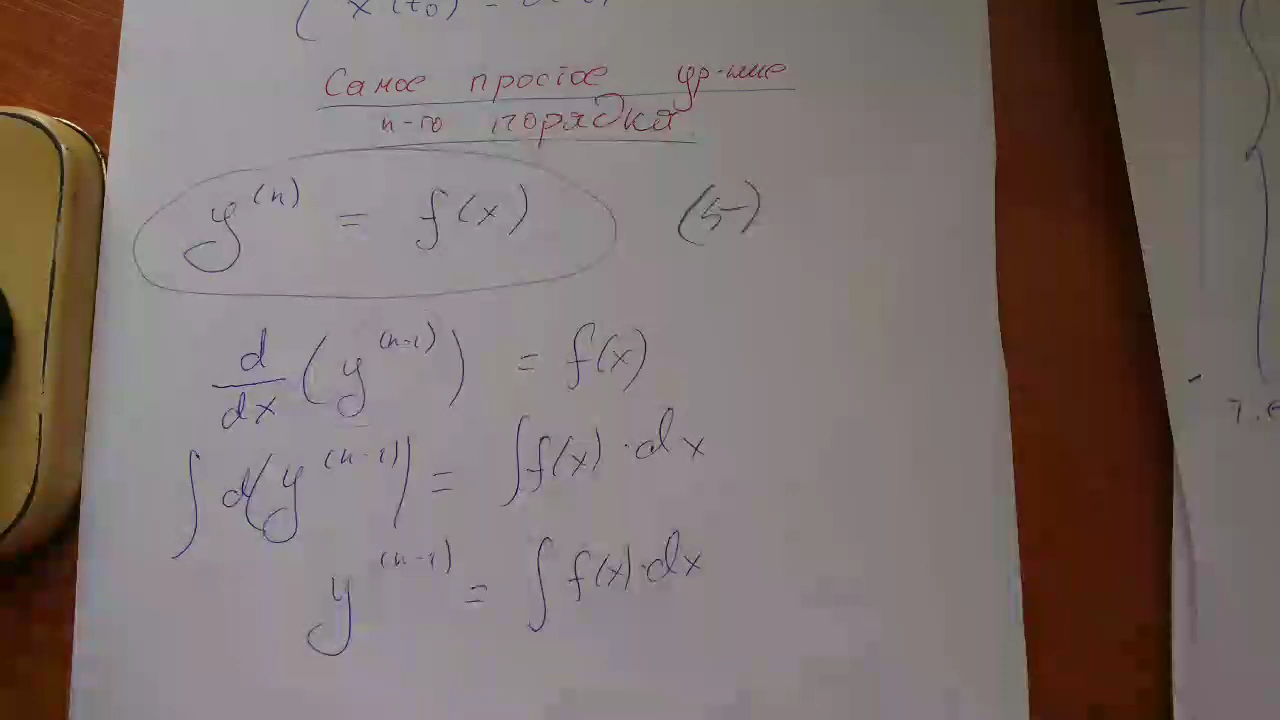 Самое простое ур-ние
n-го порядка
y^(n) = f(x) (5)
d/dx (y^(n-1)) = f(x)
∫ d(y^(n-1)) = ∫ f(x) · dx
y^(n-1) = ∫ f(x) · dx